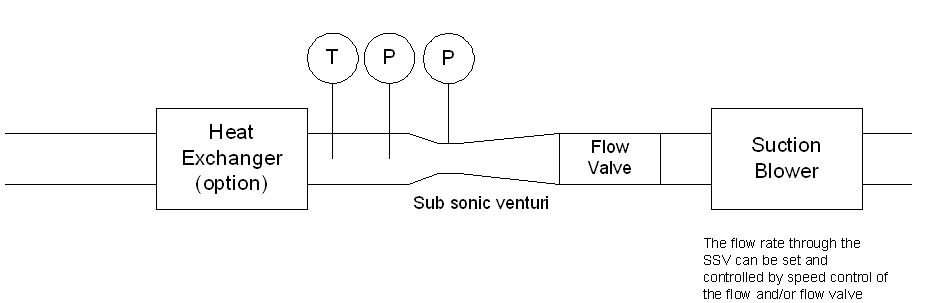 T P P
Heat
Exchanger
(option)
Flow
Valve
Suction
Blower
Sub sonic venturi
The flow rate through the
SSV can be set and
controlled by speed control of
the flow and/or flow valve